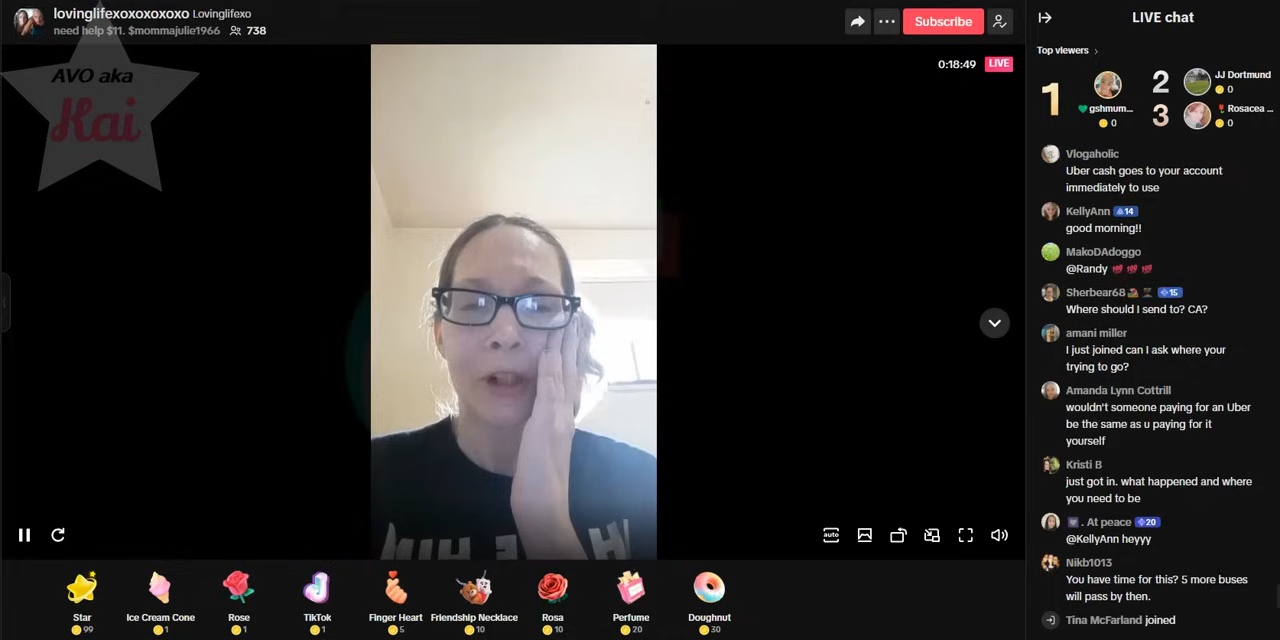 lovinglifexoxoxoxoxo Lovinglifexo
need help $11. $mommajulie1966 738
Subscribe
LIVE chat
AVO aka
Kai
0:18:49 LIVE
Top viewers
1
gshmum...
0
2
JJ Dortmund
0
3
Rosacea ...
0
Vlogaholic
Uber cash goes to your account
immediately to use
KellyAnn 14
good morning!!
MakoDAdoggo
@Randy 💯 💯 💯
Sherbear68 15
Where should I send to? CA?
amani miller
I just joined can I ask where your
trying to go?
Amanda Lynn Cottrill
wouldn't someone paying for an Uber
be the same as u paying for it
yourself
Kristi B
just got in. what happened and where
you need to be
. At peace 20
@KellyAnn heyyy
Nikb1013
You have time for this? 5 more buses
will pass by then.
Tina McFarland joined
auto
Star
99
Ice Cream Cone
1
Rose
1
TikTok
1
Finger Heart
5
Friendship Necklace
10
Rosa
10
Perfume
20
Doughnut
30